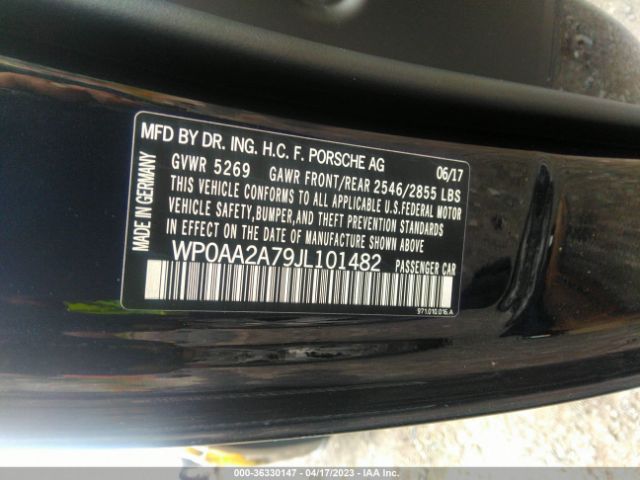 MFD BY DR. ING. H.C. F. PORSCHE AG 06/17
GVWR 5269 GAWR FRONT/REAR 2546/2855 LBS
THIS VEHICLE CONFORMS TO ALL APPLICABLE U.S.FEDERAL MOTOR
VEHICLE SAFETY,BUMPER,AND THEFT PREVENTION STANDARDS
IN EFFECT ON THE DATE OF MANUFACTURE SHOWN ABOVE.
WP0AA2A79JL101482 PASSENGER CAR
971.010.016.A
MADE IN GERMANY
000-36330147 - 04/17/2023 - IAA Inc.